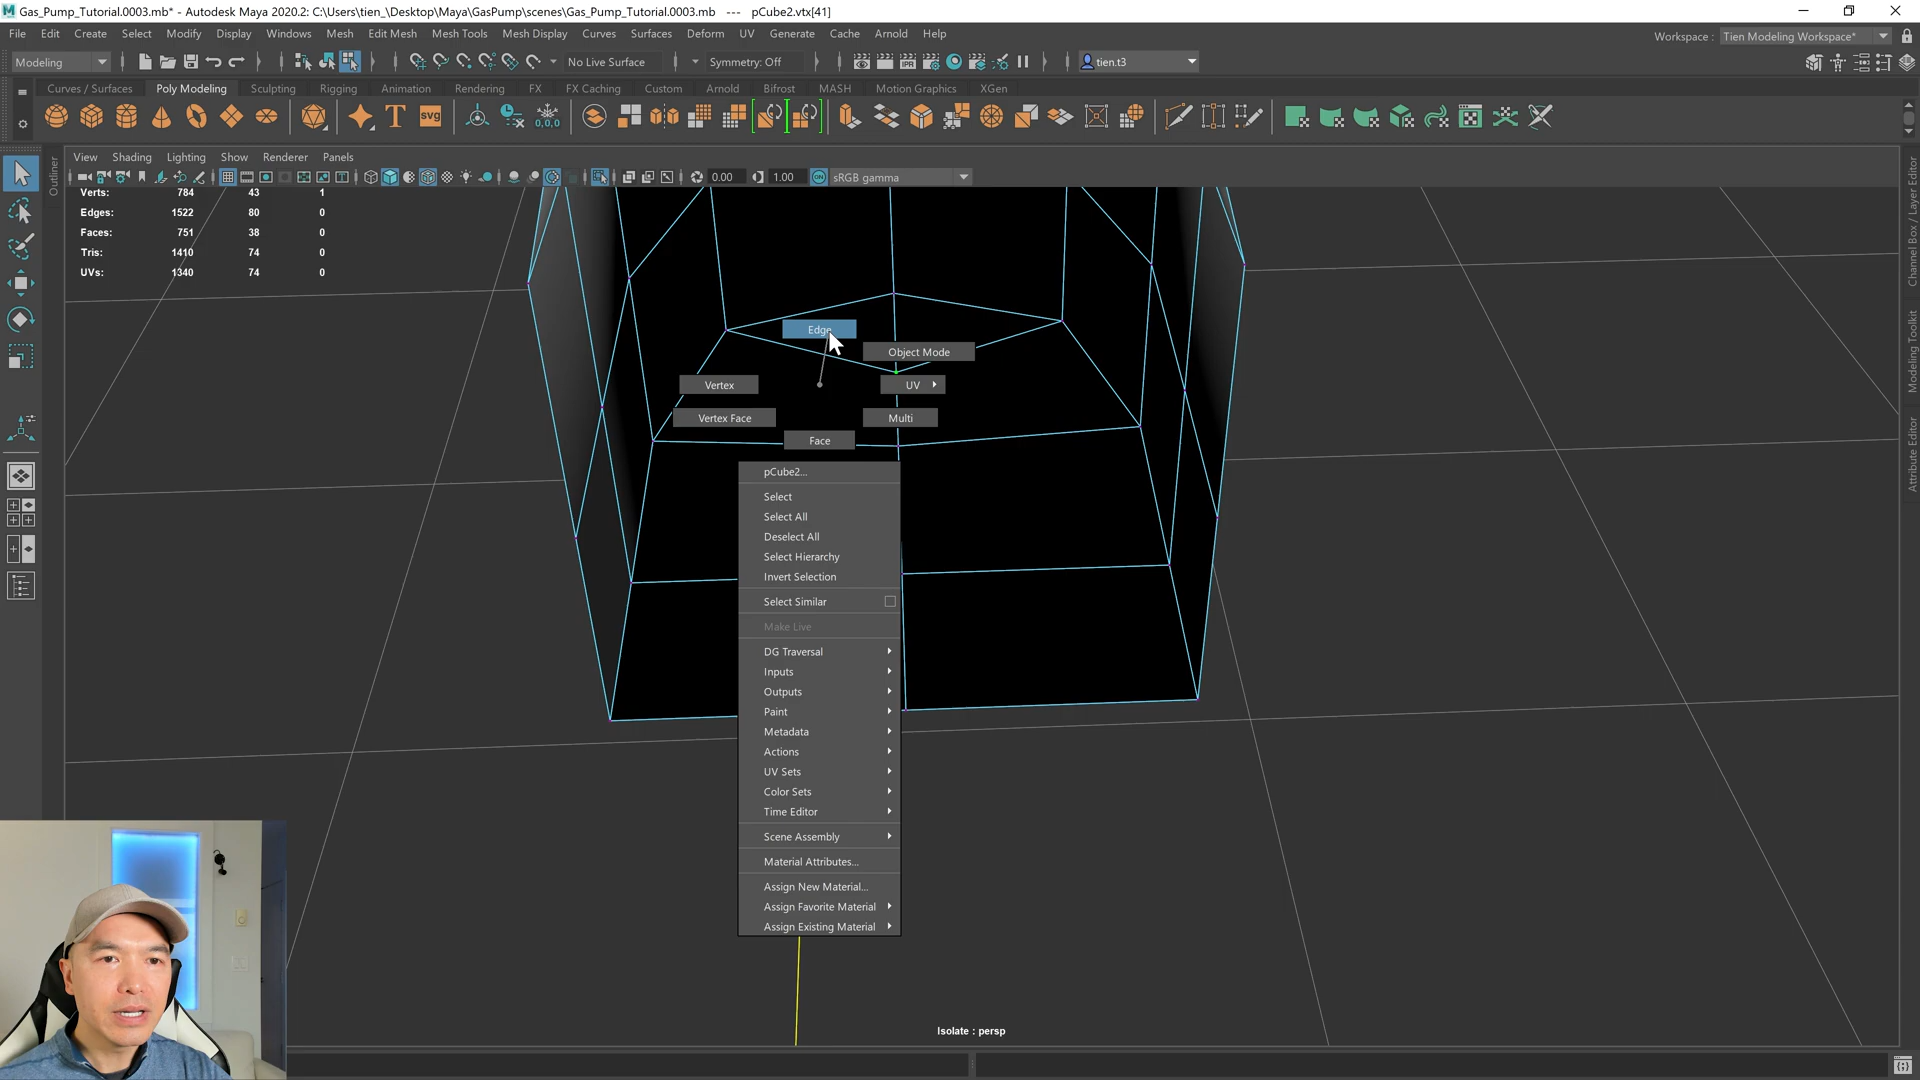 Gas_Pump_Tutorial.0003.mb* - Autodesk Maya 2020.2: C:\Users\tien_\Desktop\Maya\GasPump\scenes\Gas_Pump_Tutorial.0003.mb --- pCube2.vtx[41]
File Edit Create Select Modify Display Windows Mesh Edit Mesh Mesh Tools Mesh Display Curves Surfaces Deform UV Generate Cache Arnold Help
Workspace : Tien Modeling Workspace*
Modeling No Live Surface Symmetry: Off tien.t3
Curves / Surfaces Poly Modeling Sculpting Rigging Animation Rendering FX FX Caching Custom Arnold Bifrost MASH Motion Graphics XGen
T svg 0,0,0
View Shading Lighting Show Renderer Panels
0.00 1.00 ON sRGB gamma
Outliner
Verts: 784 43 1
Edges: 1522 80 0
Faces: 751 38 0
Tris: 1410 74 0
UVs: 1340 74 0
Edge
Object Mode
Vertex
UV
Vertex Face
Multi
Face
pCube2...
Select
Select All
Deselect All
Select Hierarchy
Invert Selection
Select Similar
Make Live
DG Traversal
Inputs
Outputs
Paint
Metadata
Actions
UV Sets
Color Sets
Time Editor
Scene Assembly
Material Attributes...
Assign New Material...
Assign Favorite Material
Assign Existing Material
Isolate : persp
Channel Box / Layer Editor
Modeling Toolkit
Attribute Editor